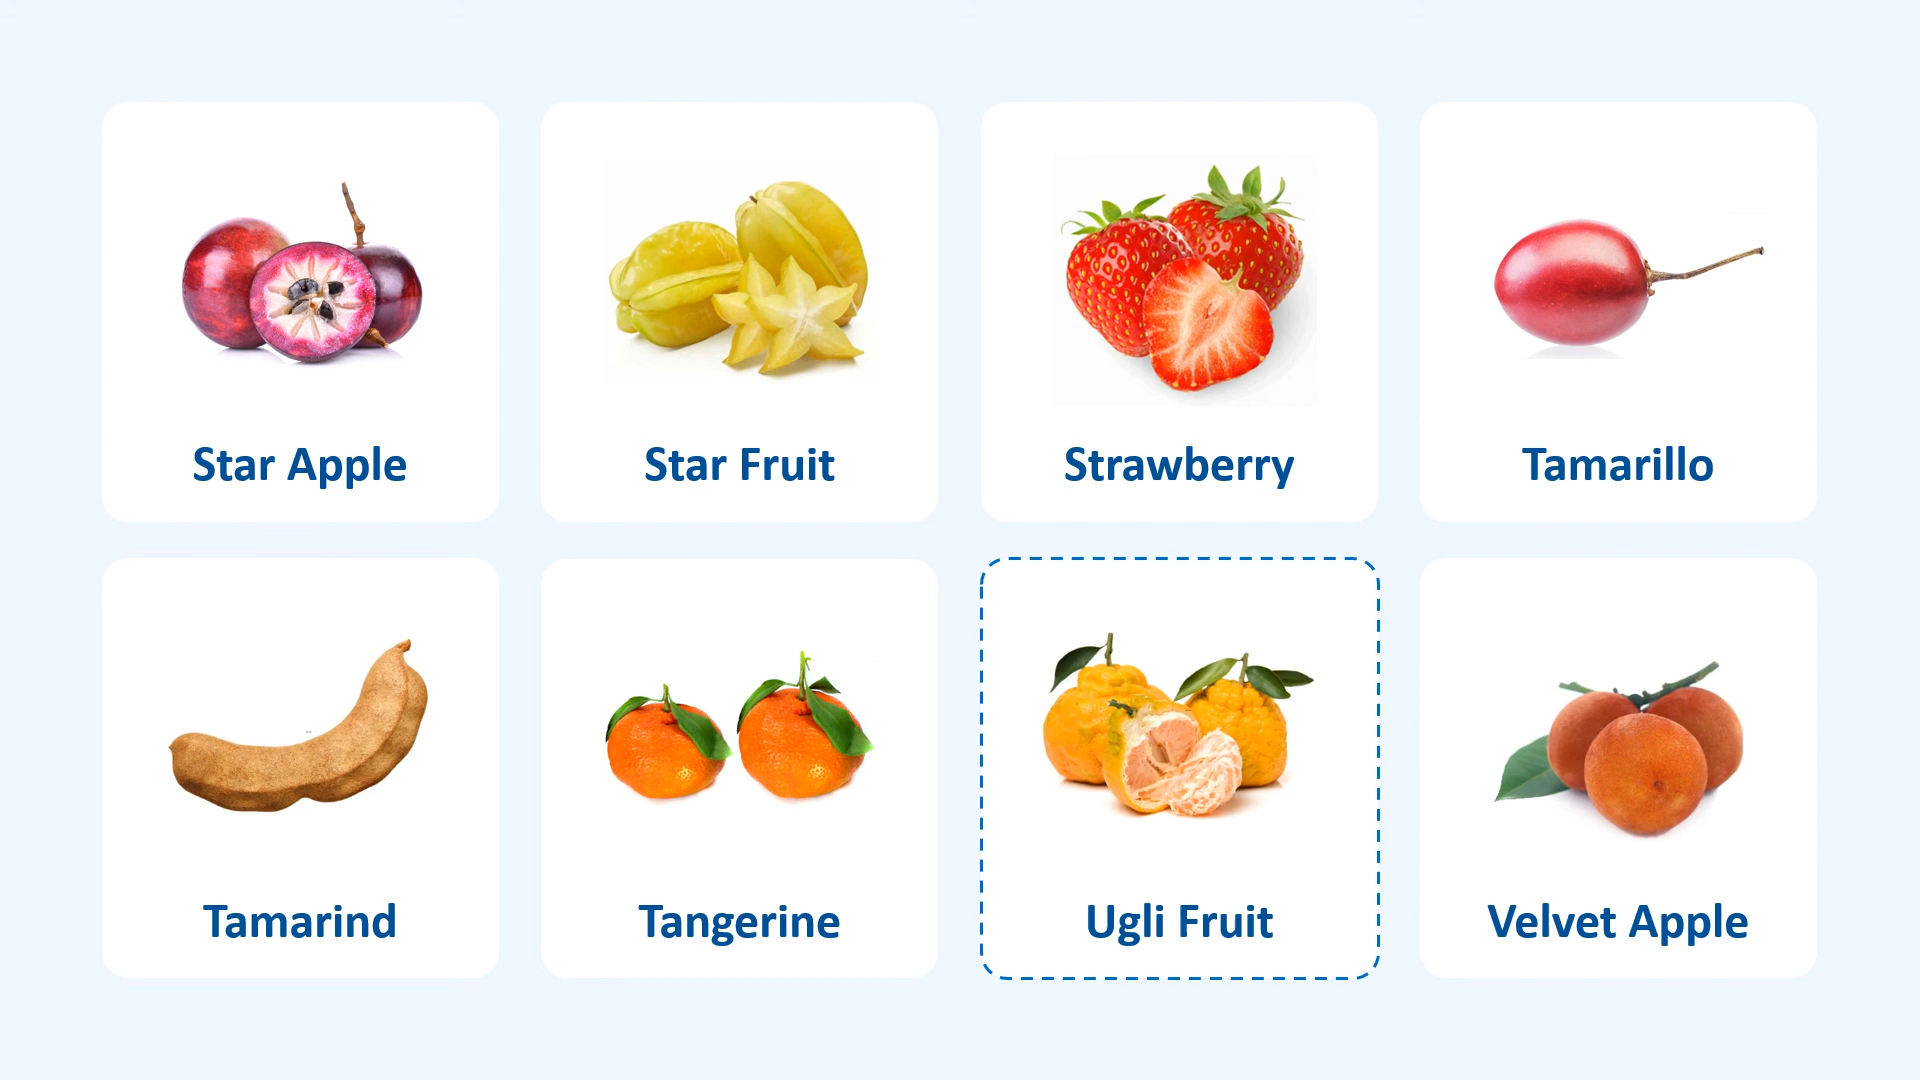 Star Apple
Star Fruit
Strawberry
Tamarillo
Tamarind
Tangerine
Ugli Fruit
Velvet Apple